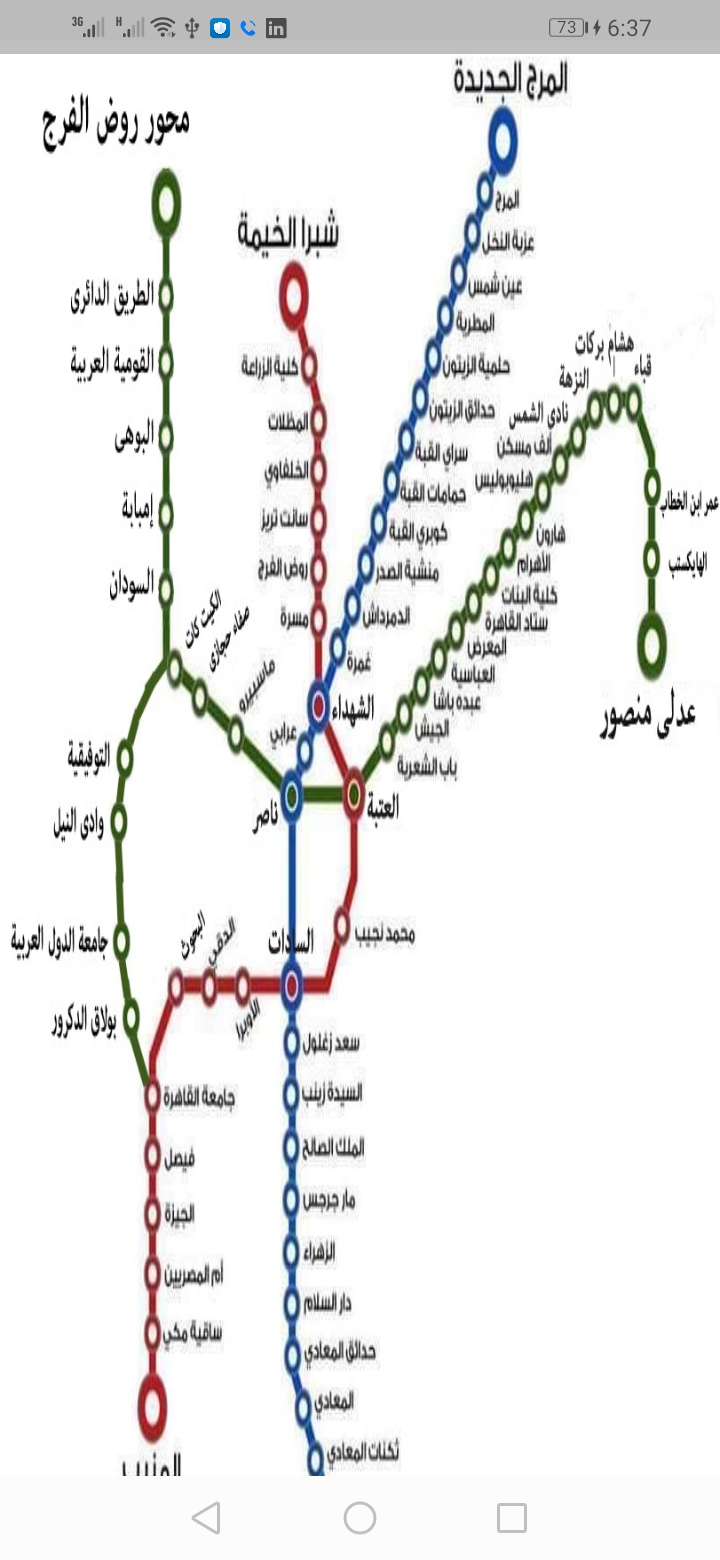 3G
H
73
6:37
محور روض الفرج
الطريق الدائرى
القومية العربية
البوهى
إمبابة
السودان
الكيت كات
صفاء حجازى
ماسبيرو
التوفيقية
وادى النيل
جامعة الدول العربية
بولاق الدكرور
شبرا الخيمة
كلية الزراعة
المظلات
الخلفاوي
سانت تريز
روض الفرج
مسرة
المرج الجديدة
المرج
عزبة النخل
عين شمس
المطرية
حلمية الزيتون
حدائق الزيتون
سراي القبة
حمامات القبة
كوبري القبة
منشية الصدر
الدمرداش
غمرة
الشهداء
عرابي
ناصر
العتبة
محمد نجيب
السادات
الأوبرا
الدقي
البحوث
جامعة القاهرة
فيصل
الجيزة
أم المصريين
ساقية مكي
المنيب
سعد زغلول
السيدة زينب
الملك الصالح
مار جرجس
الزهراء
دار السلام
حدائق المعادي
المعادي
ثكنات المعادي
باب الشعرية
الجيش
عبده باشا
العباسية
المعرض
ستاد القاهرة
كلية البنات
الأهرام
هارون
هليوبوليس
ألف مسكن
نادى الشمس
النزهة
هشام بركات
قباء
عمر ابن الخطاب
الهايكستب
عدلى منصور
in